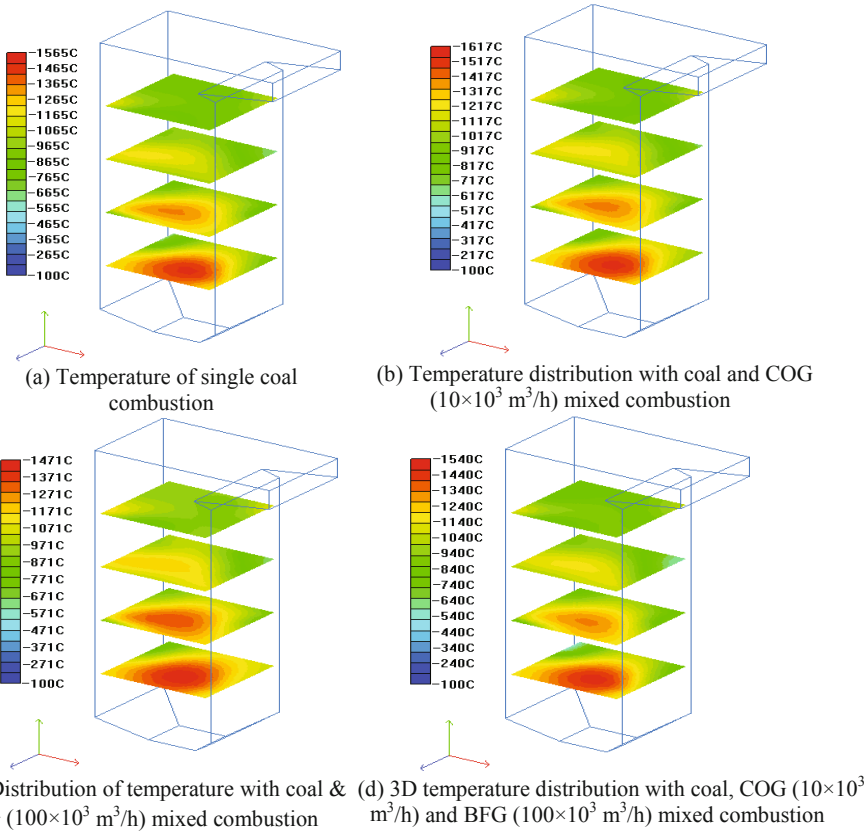 -1565C
-1465C
-1365C
-1265C
-1165C
-1065C
-965C
-865C
-765C
-665C
-565C
-465C
-365C
-265C
-100C
-1617C
-1517C
-1417C
-1317C
-1217C
-1117C
-1017C
-917C
-817C
-717C
-617C
-517C
-417C
-317C
-217C
-100C
(a) Temperature of single coal
combustion
(b) Temperature distribution with coal and COG
(10×10³ m³/h) mixed combustion
-1471C
-1371C
-1271C
-1171C
-1071C
-971C
-871C
-771C
-671C
-571C
-471C
-371C
-271C
-100C
-1540C
-1440C
-1340C
-1240C
-1140C
-1040C
-940C
-840C
-740C
-640C
-540C
-440C
-340C
-240C
-100C
Distribution of temperature with coal &
(100×10³ m³/h) mixed combustion
(d) 3D temperature distribution with coal, COG (10×10³
m³/h) and BFG (100×10³ m³/h) mixed combustion